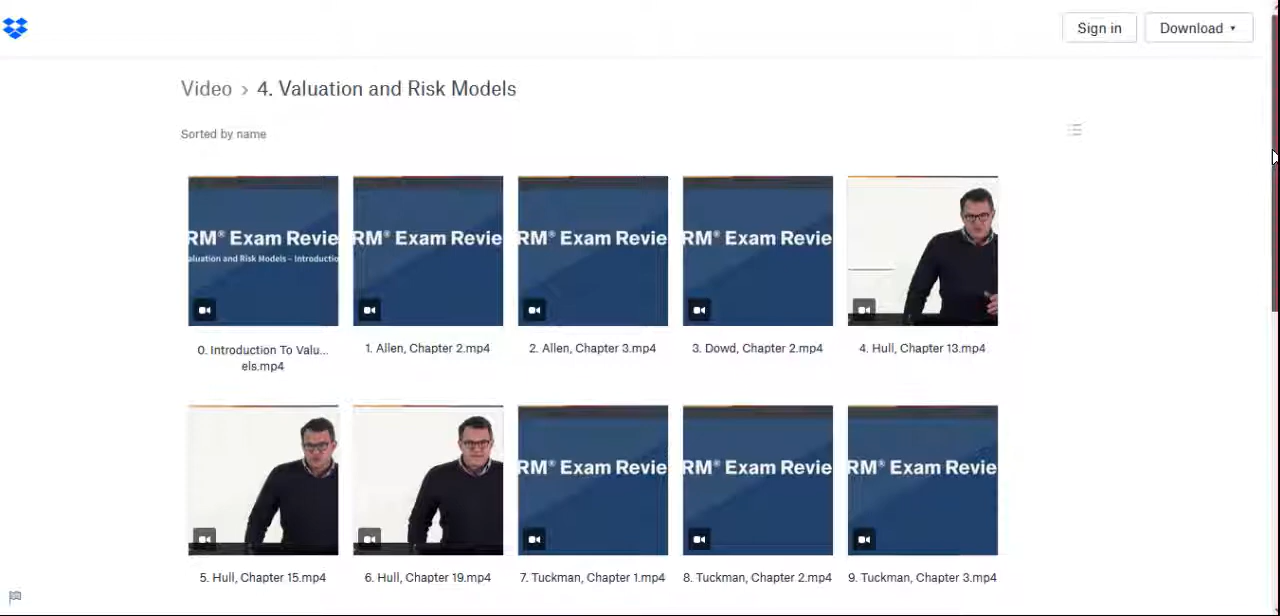 Sign in
Download
Video › 4. Valuation and Risk Models
Sorted by name
RM® Exam Revie
aluation and Risk Models – Introductio
RM® Exam Revie
RM® Exam Revie
RM® Exam Revie
0. Introduction To Valu...
els.mp4
1. Allen, Chapter 2.mp4
2. Allen, Chapter 3.mp4
3. Dowd, Chapter 2.mp4
4. Hull, Chapter 13.mp4
RM® Exam Revie
RM® Exam Revie
RM® Exam Revie
5. Hull, Chapter 15.mp4
6. Hull, Chapter 19.mp4
7. Tuckman, Chapter 1.mp4
8. Tuckman, Chapter 2.mp4
9. Tuckman, Chapter 3.mp4